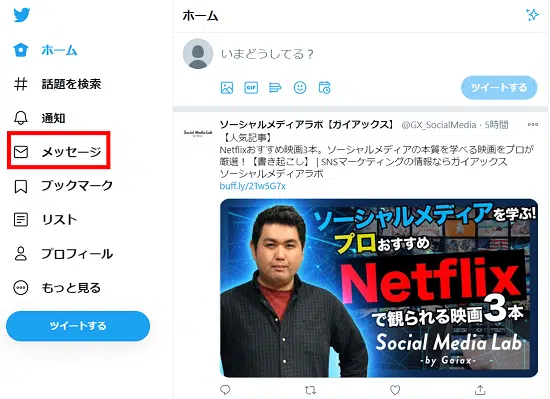 ホーム
話題を検索
通知
メッセージ
ブックマーク
リスト
プロフィール
もっと見る
ツイートする
ホーム
いまどうしてる？
GIF
ツイートする
Social Media Lab
ソーシャルメディアラボ【ガイアックス】 @GX_SocialMedia · 5時間
【人気記事】
Netflixおすすめ映画3本。ソーシャルメディアの本質を学べる映画をプロが
厳選！【書き起こし】 | SNSマーケティングの情報ならガイアックス
ソーシャルメディアラボ
buff.ly/2Tw5G7x
ソーシャルメディアを学ぶ!
プロおすすめ
Netflix
で観られる映画3本
Social Media Lab
-by Gaiax-